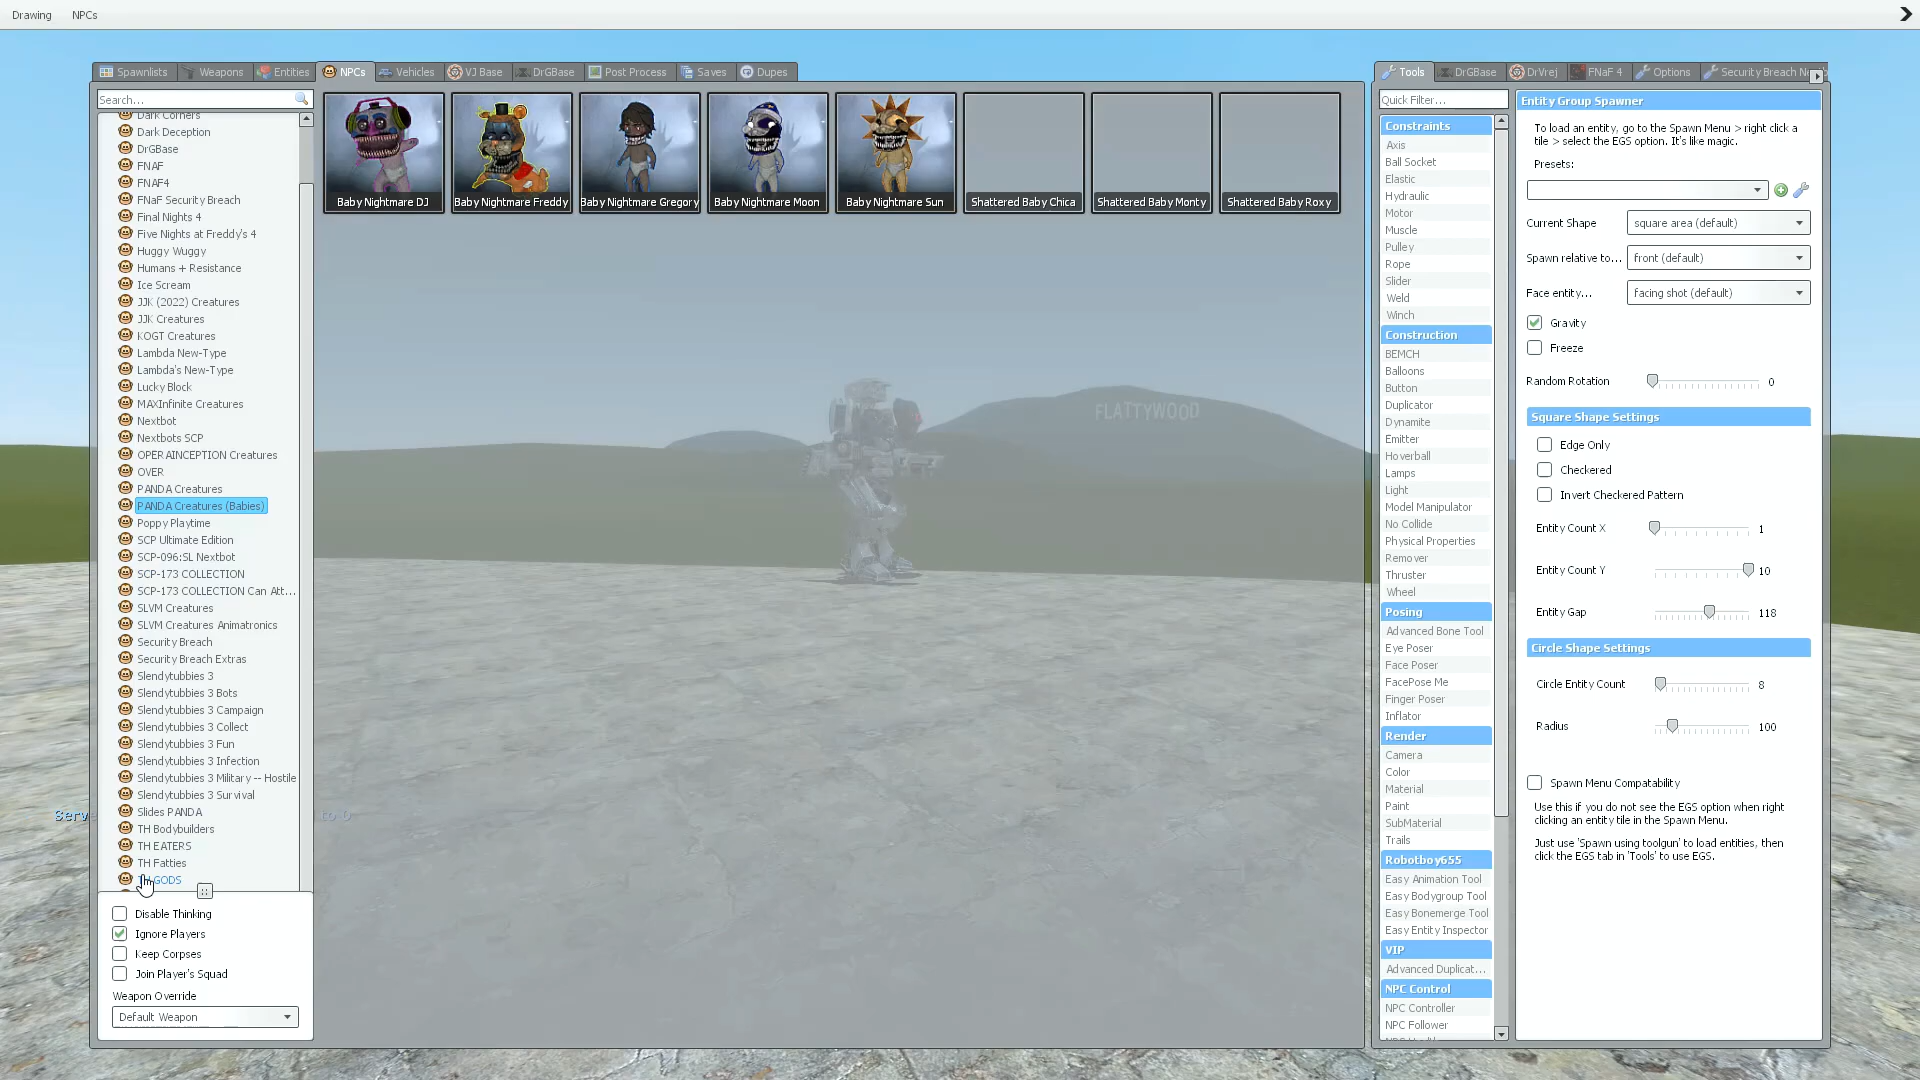 Drawing NPCs
Spawnlists Weapons Entities NPCs Vehicles VJ Base DrGBase Post Process Saves Dupes
Search...
Dark Corners
Dark Deception
DrGBase
FNAF
FNAF4
FNaF Security Breach
Final Nights 4
Five Nights at Freddy's 4
Huggy Wuggy
Humans + Resistance
Ice Scream
JJK (2022) Creatures
JJK Creatures
KOGT Creatures
Lambda New-Type
Lambda's New-Type
Lucky Block
MAXInfinite Creatures
Nextbot
Nextbots SCP
OPERAINCEPTION Creatures
OVER
PANDA Creatures
PANDA Creatures (Babies)
Poppy Playtime
SCP Ultimate Edition
SCP-096:SL Nextbot
SCP-173 COLLECTION
SCP-173 COLLECTION Can Att...
SLVM Creatures
SLVM Creatures Animatronics
Security Breach
Security Breach Extras
Slendytubbies 3
Slendytubbies 3 Bots
Slendytubbies 3 Campaign
Slendytubbies 3 Collect
Slendytubbies 3 Fun
Slendytubbies 3 Infection
Slendytubbies 3 Military -- Hostile
Slendytubbies 3 Survival
Slides PANDA
TH Bodybuilders
TH EATERS
TH Fatties
GODS
Disable Thinking
Ignore Players
Keep Corpses
Join Player's Squad
Weapon Override
Default Weapon
Baby Nightmare DJ
Baby Nightmare Freddy
Baby Nightmare Gregory
Baby Nightmare Moon
Baby Nightmare Sun
Shattered Baby Chica
Shattered Baby Monty
Shattered Baby Roxy
FLATTYWOOD
Serve
to 0
Tools DrGBase DrVrej FNaF 4 Options Security Breach
Quick Filter...
Constraints
Axis
Ball Socket
Elastic
Hydraulic
Motor
Muscle
Pulley
Rope
Slider
Weld
Winch
Construction
BEMCH
Balloons
Button
Duplicator
Dynamite
Emitter
Hoverball
Lamps
Light
Model Manipulator
No Collide
Physical Properties
Remover
Thruster
Wheel
Posing
Advanced Bone Tool
Eye Poser
Face Poser
FacePose Me
Finger Poser
Inflator
Render
Camera
Color
Material
Paint
SubMaterial
Trails
Robotboy655
Easy Animation Tool
Easy Bodygroup Tool
Easy Bonemerge Tool
Easy Entity Inspector
VIP
Advanced Duplicat...
NPC Control
NPC Controller
NPC Follower
Entity Group Spawner
To load an entity, go to the Spawn Menu > right click a
tile > select the EGS option. It's like magic.
Presets:
Current Shape square area (default)
Spawn relative to... front (default)
Face entity... facing shot (default)
Gravity
Freeze
Random Rotation 0
Square Shape Settings
Edge Only
Checkered
Invert Checkered Pattern
Entity Count X 1
Entity Count Y 10
Entity Gap 118
Circle Shape Settings
Circle Entity Count 8
Radius 100
Spawn Menu Compatability
Use this if you do not see the EGS option when right
clicking an entity tile in the Spawn Menu.
Just use 'Spawn using toolgun' to load entities, then
click the EGS tab in 'Tools' to use EGS.